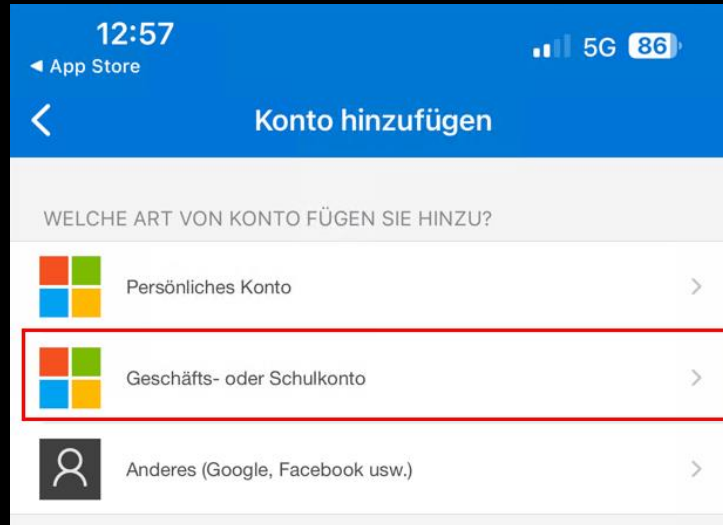 12:57
5G 86
◀ App Store
Konto hinzufügen
WELCHE ART VON KONTO FÜGEN SIE HINZU?
Persönliches Konto
Geschäfts- oder Schulkonto
Anderes (Google, Facebook usw.)